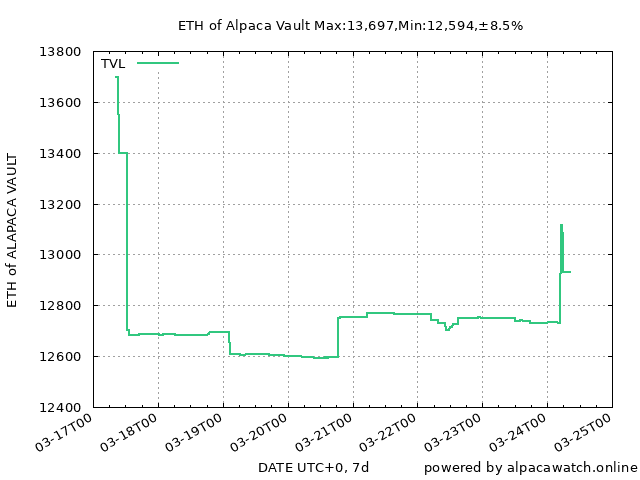 ETH of Alpaca Vault Max:13,697,Min:12,594,±8.5%
TVL
ETH of ALAPACA VAULT
13800
13600
13400
13200
13000
12800
12600
12400
03-17T00
03-18T00
03-19T00
03-20T00
03-21T00
03-22T00
03-23T00
03-24T00
03-25T00
DATE UTC+0, 7d
powered by alpacawatch.online